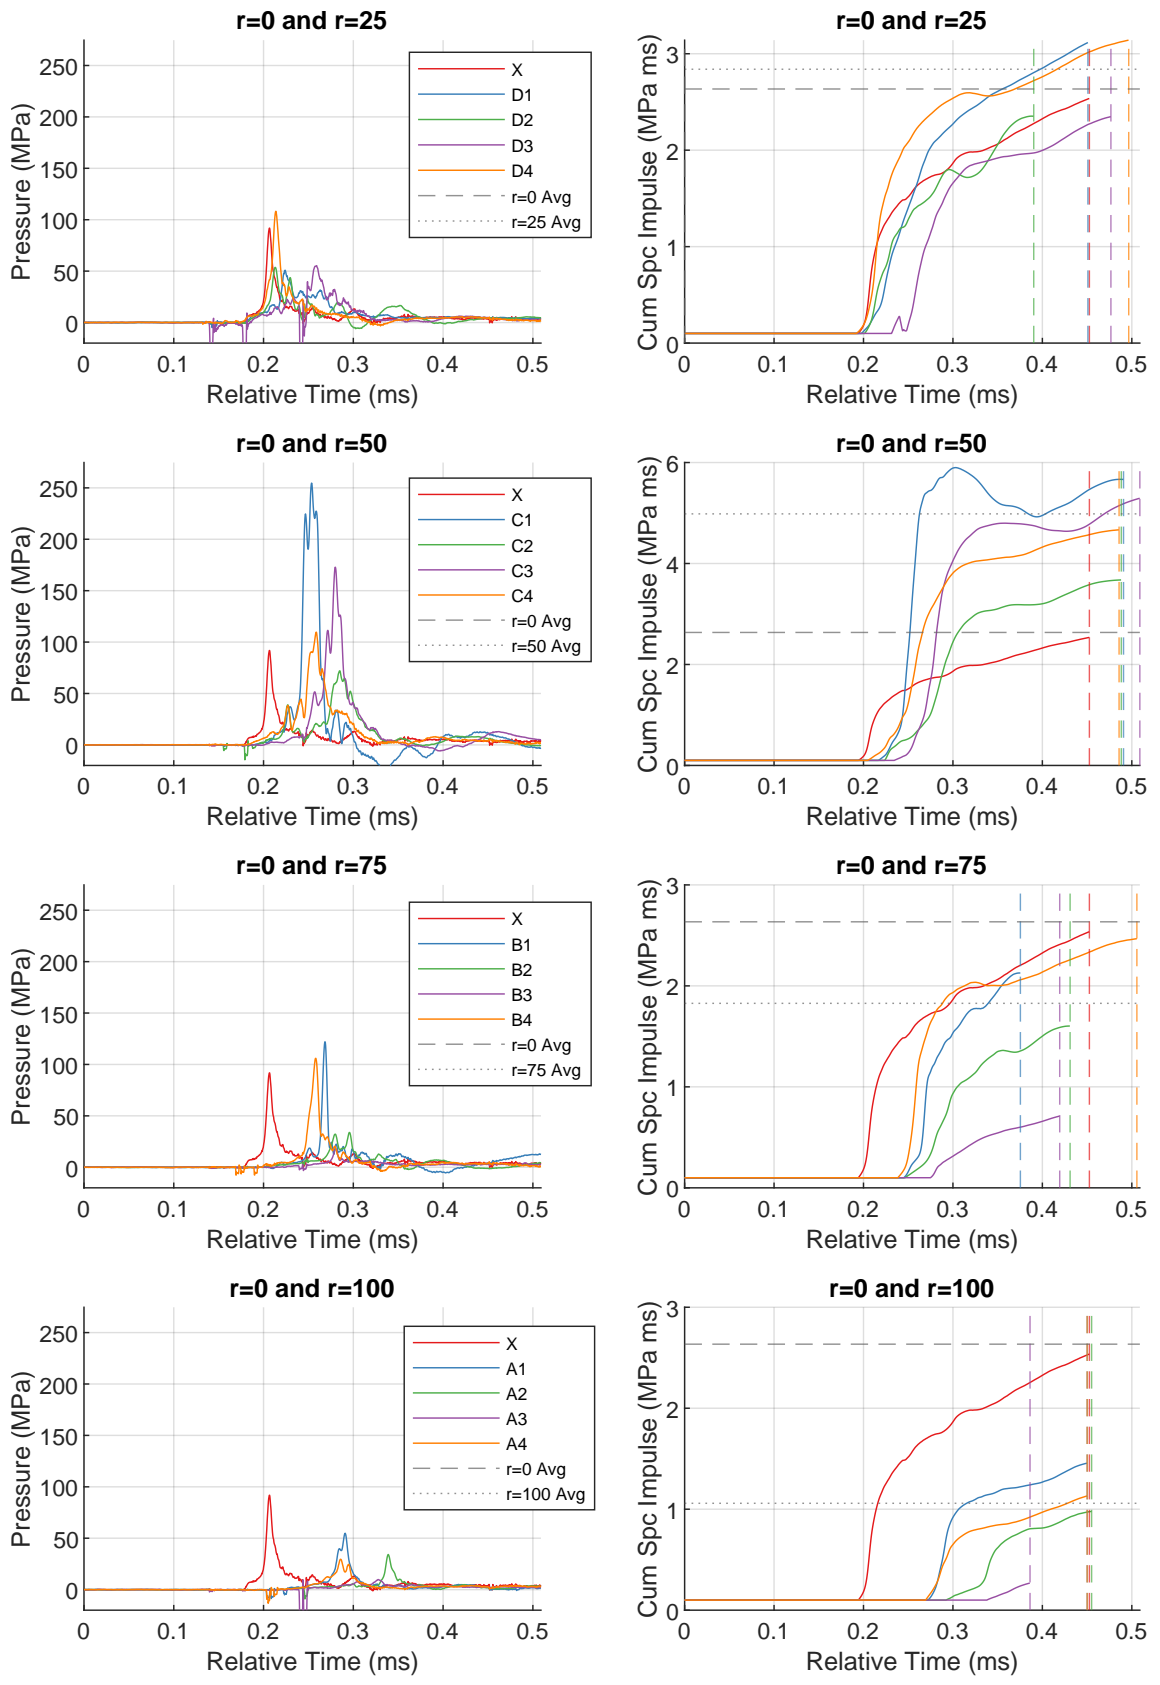 r=0 and r=25
Pressure (MPa)
250
200
150
100
50
0
0 0.1 0.2 0.3 0.4 0.5
Relative Time (ms)
X
D1
D2
D3
D4
r=0 Avg
r=25 Avg
r=0 and r=25
Cum Spc Impulse (MPa ms)
3
2
1
0
0 0.1 0.2 0.3 0.4 0.5
Relative Time (ms)
r=0 and r=50
Pressure (MPa)
250
200
150
100
50
0
0 0.1 0.2 0.3 0.4 0.5
Relative Time (ms)
X
C1
C2
C3
C4
r=0 Avg
r=50 Avg
r=0 and r=50
Cum Spc Impulse (MPa ms)
6
4
2
0
0 0.1 0.2 0.3 0.4 0.5
Relative Time (ms)
r=0 and r=75
Pressure (MPa)
250
200
150
100
50
0
0 0.1 0.2 0.3 0.4 0.5
Relative Time (ms)
X
B1
B2
B3
B4
r=0 Avg
r=75 Avg
r=0 and r=75
Cum Spc Impulse (MPa ms)
3
2
1
0
0 0.1 0.2 0.3 0.4 0.5
Relative Time (ms)
r=0 and r=100
Pressure (MPa)
250
200
150
100
50
0
0 0.1 0.2 0.3 0.4 0.5
Relative Time (ms)
X
A1
A2
A3
A4
r=0 Avg
r=100 Avg
r=0 and r=100
Cum Spc Impulse (MPa ms)
3
2
1
0
0 0.1 0.2 0.3 0.4 0.5
Relative Time (ms)